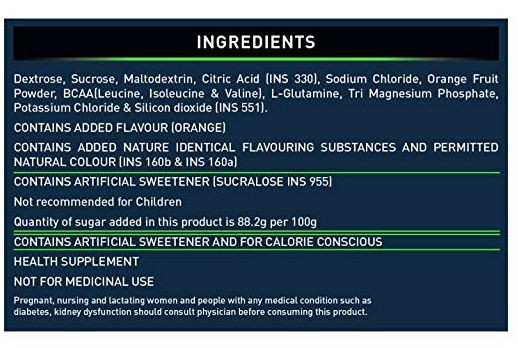 INGREDIENTS
Dextrose, Sucrose, Maltodextrin, Citric Acid (INS 330), Sodium Chloride, Orange Fruit
Powder, BCAA(Leucine, Isoleucine & Valine), L-Glutamine, Tri Magnesium Phosphate,
Potassium Chloride & Silicon dioxide (INS 551).
CONTAINS ADDED FLAVOUR (ORANGE)
CONTAINS ADDED NATURE IDENTICAL FLAVOURING SUBSTANCES AND PERMITTED
NATURAL COLOUR (INS 160b & INS 160a)
CONTAINS ARTIFICIAL SWEETENER (SUCRALOSE INS 955)
Not recommended for Children
Quantity of sugar added in this product is 88.2g per 100g
CONTAINS ARTIFICIAL SWEETENER AND FOR CALORIE CONSCIOUS
HEALTH SUPPLEMENT
NOT FOR MEDICINAL USE
Pregnant, nursing and lactating women and people with any medical condition such as
diabetes, kidney dysfunction should consult physician before consuming this product.